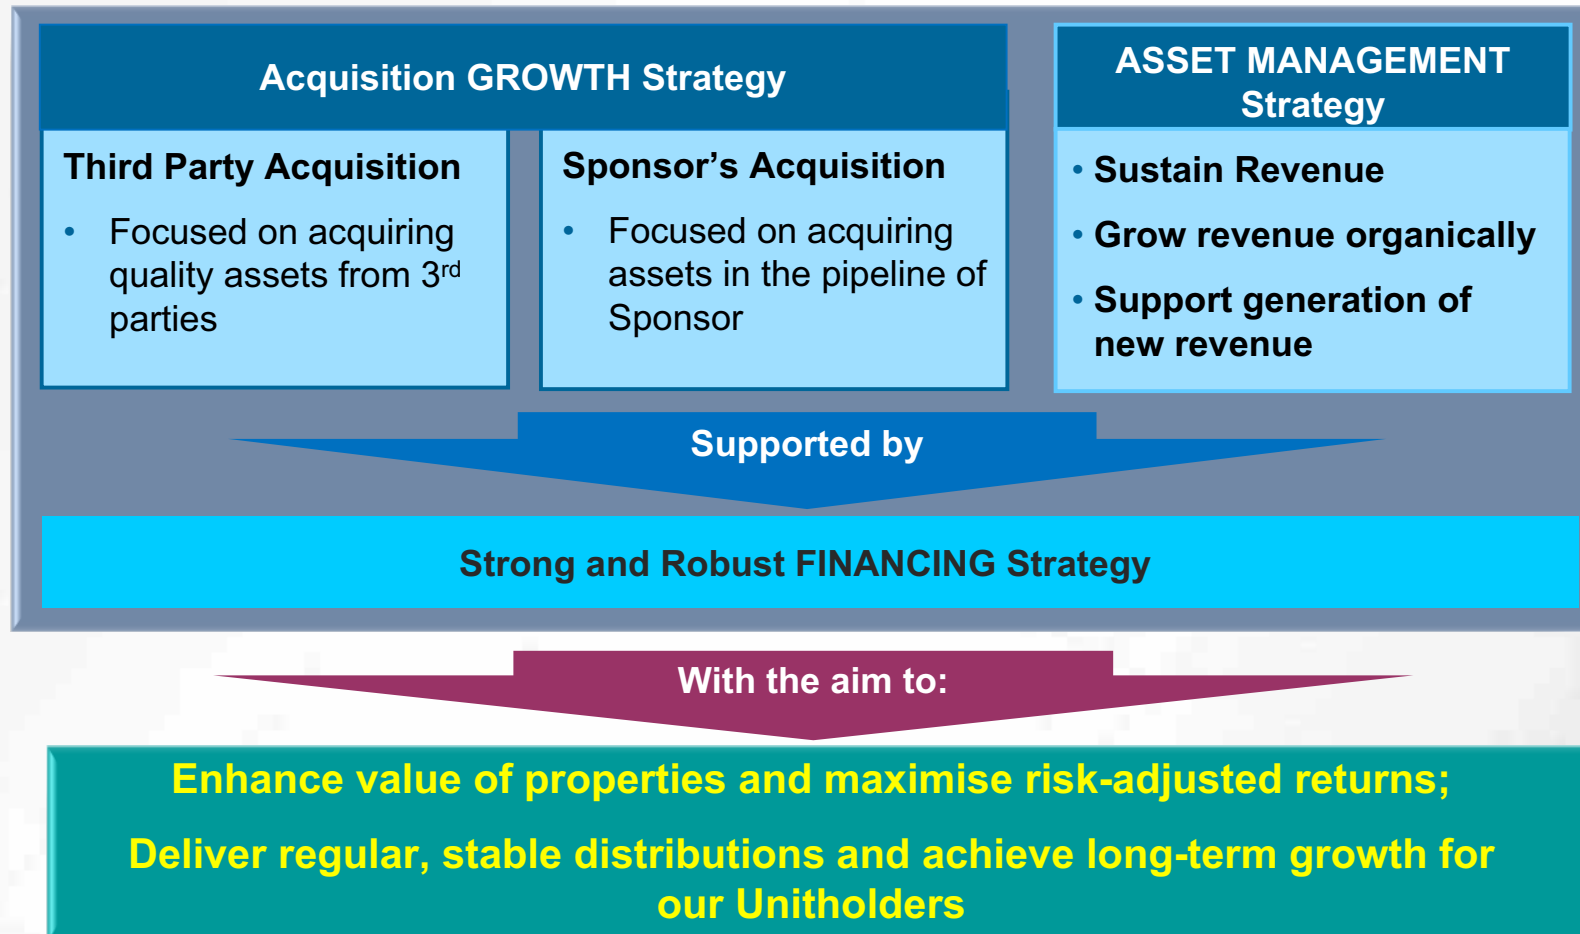 Acquisition GROWTH Strategy
Third Party Acquisition
• Focused on acquiring
quality assets from 3rd
parties
Sponsor’s Acquisition
• Focused on acquiring
assets in the pipeline of
Sponsor
ASSET MANAGEMENT
Strategy
• Sustain Revenue
• Grow revenue organically
• Support generation of
new revenue
Supported by
Strong and Robust FINANCING Strategy
With the aim to:
Enhance value of properties and maximise risk-adjusted returns;
Deliver regular, stable distributions and achieve long-term growth for
our Unitholders